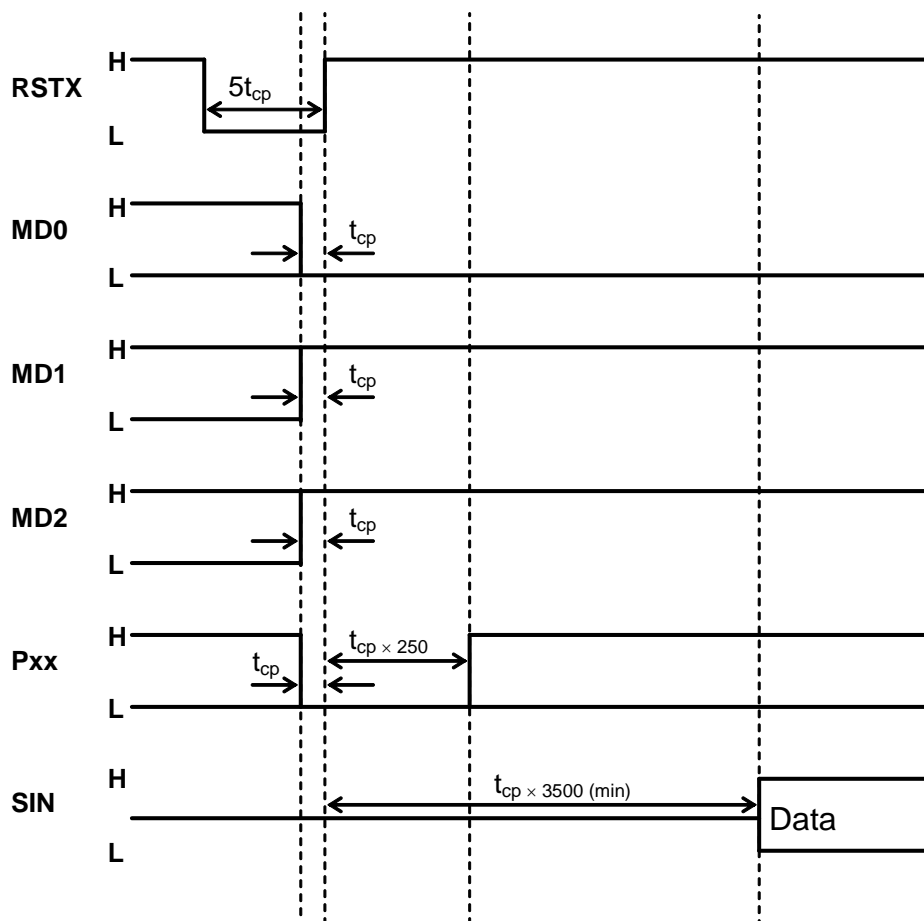 H
RSTX
5tcp
L
H
MD0
tcp
L
H
MD1
tcp
L
H
MD2
tcp
L
H
Pxx
tcp
tcp × 250
L
H
SIN
tcp × 3500 (min)
Data
L